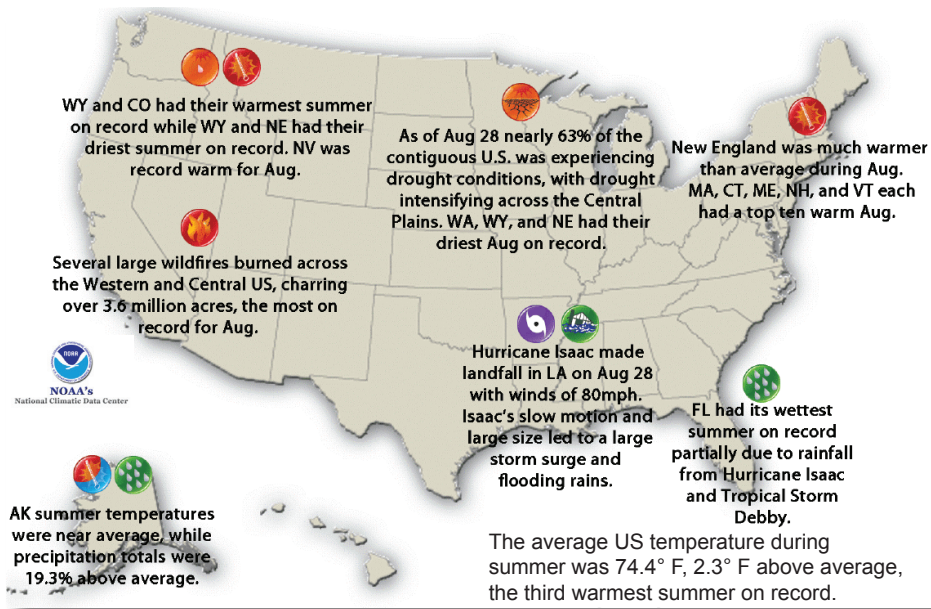 WY and CO had their warmest summer
on record while WY and NE had their
driest summer on record. NV was
record warm for Aug.
As of Aug 28 nearly 63% of the
contiguous U.S. was experiencing
drought conditions, with drought
intensifying across the Central
Plains. WA, WY, and NE had their
driest Aug on record.
New England was much warmer
than average during Aug.
MA, CT, ME, NH, and VT each
had a top ten warm Aug.
Several large wildfires burned across
the Western and Central US, charring
over 3.6 million acres, the most on
record for Aug.
NOAA
NOAA's
National Climatic Data Center
Hurricane Isaac made
landfall in LA on Aug 28
with winds of 80mph.
Isaac's slow motion and
large size led to a large
storm surge and
flooding rains.
FL had its wettest
summer on record
partially due to rainfall
from Hurricane Isaac
and Tropical Storm
Debby.
AK summer temperatures
were near average, while
precipitation totals were
19.3% above average.
The average US temperature during
summer was 74.4° F, 2.3° F above average,
the third warmest summer on record.